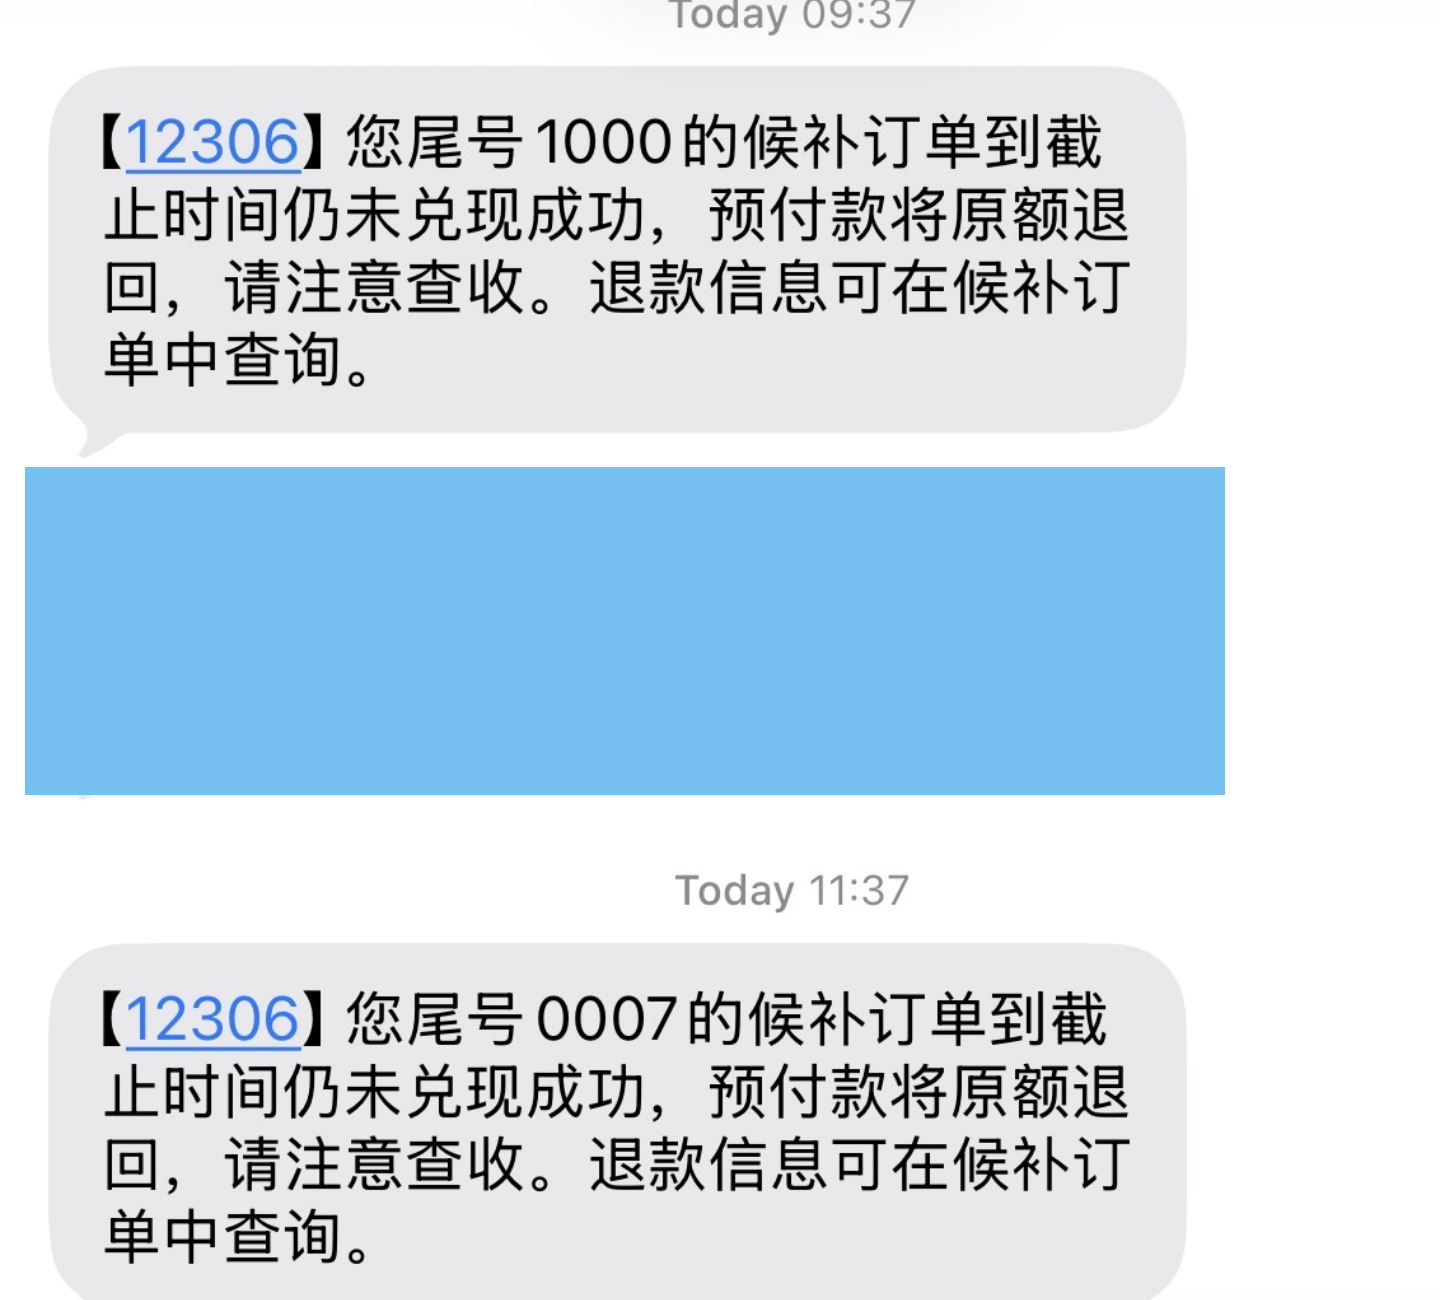 Today 09:37
【12306】您尾号1000的候补订单到截
止时间仍未兑现成功，预付款将原额退
回，请注意查收。退款信息可在候补订
单中查询。
Today 11:37
【12306】您尾号0007的候补订单到截
止时间仍未兑现成功，预付款将原额退
回，请注意查收。退款信息可在候补订
单中查询。